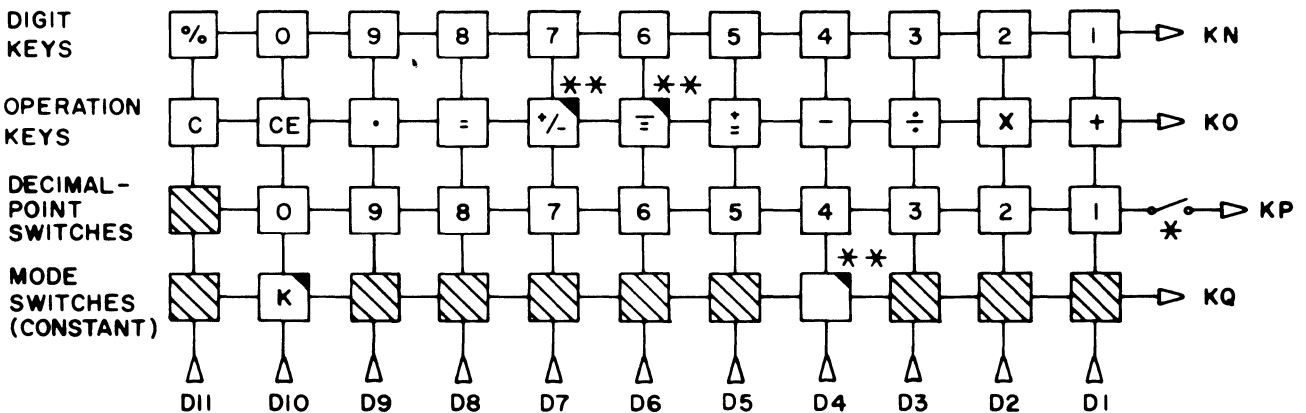 DIGIT KEYS % 0 9 8 7 6 5 4 3 2 1 KN
** **
OPERATION KEYS C CE · = +/- −= += − ÷ X + KO
DECIMAL-POINT SWITCHES 0 9 8 7 6 5 4 3 2 1 KP
*
**
MODE SWITCHES (CONSTANT) K KQ
D11 D10 D9 D8 D7 D6 D5 D4 D3 D2 D1